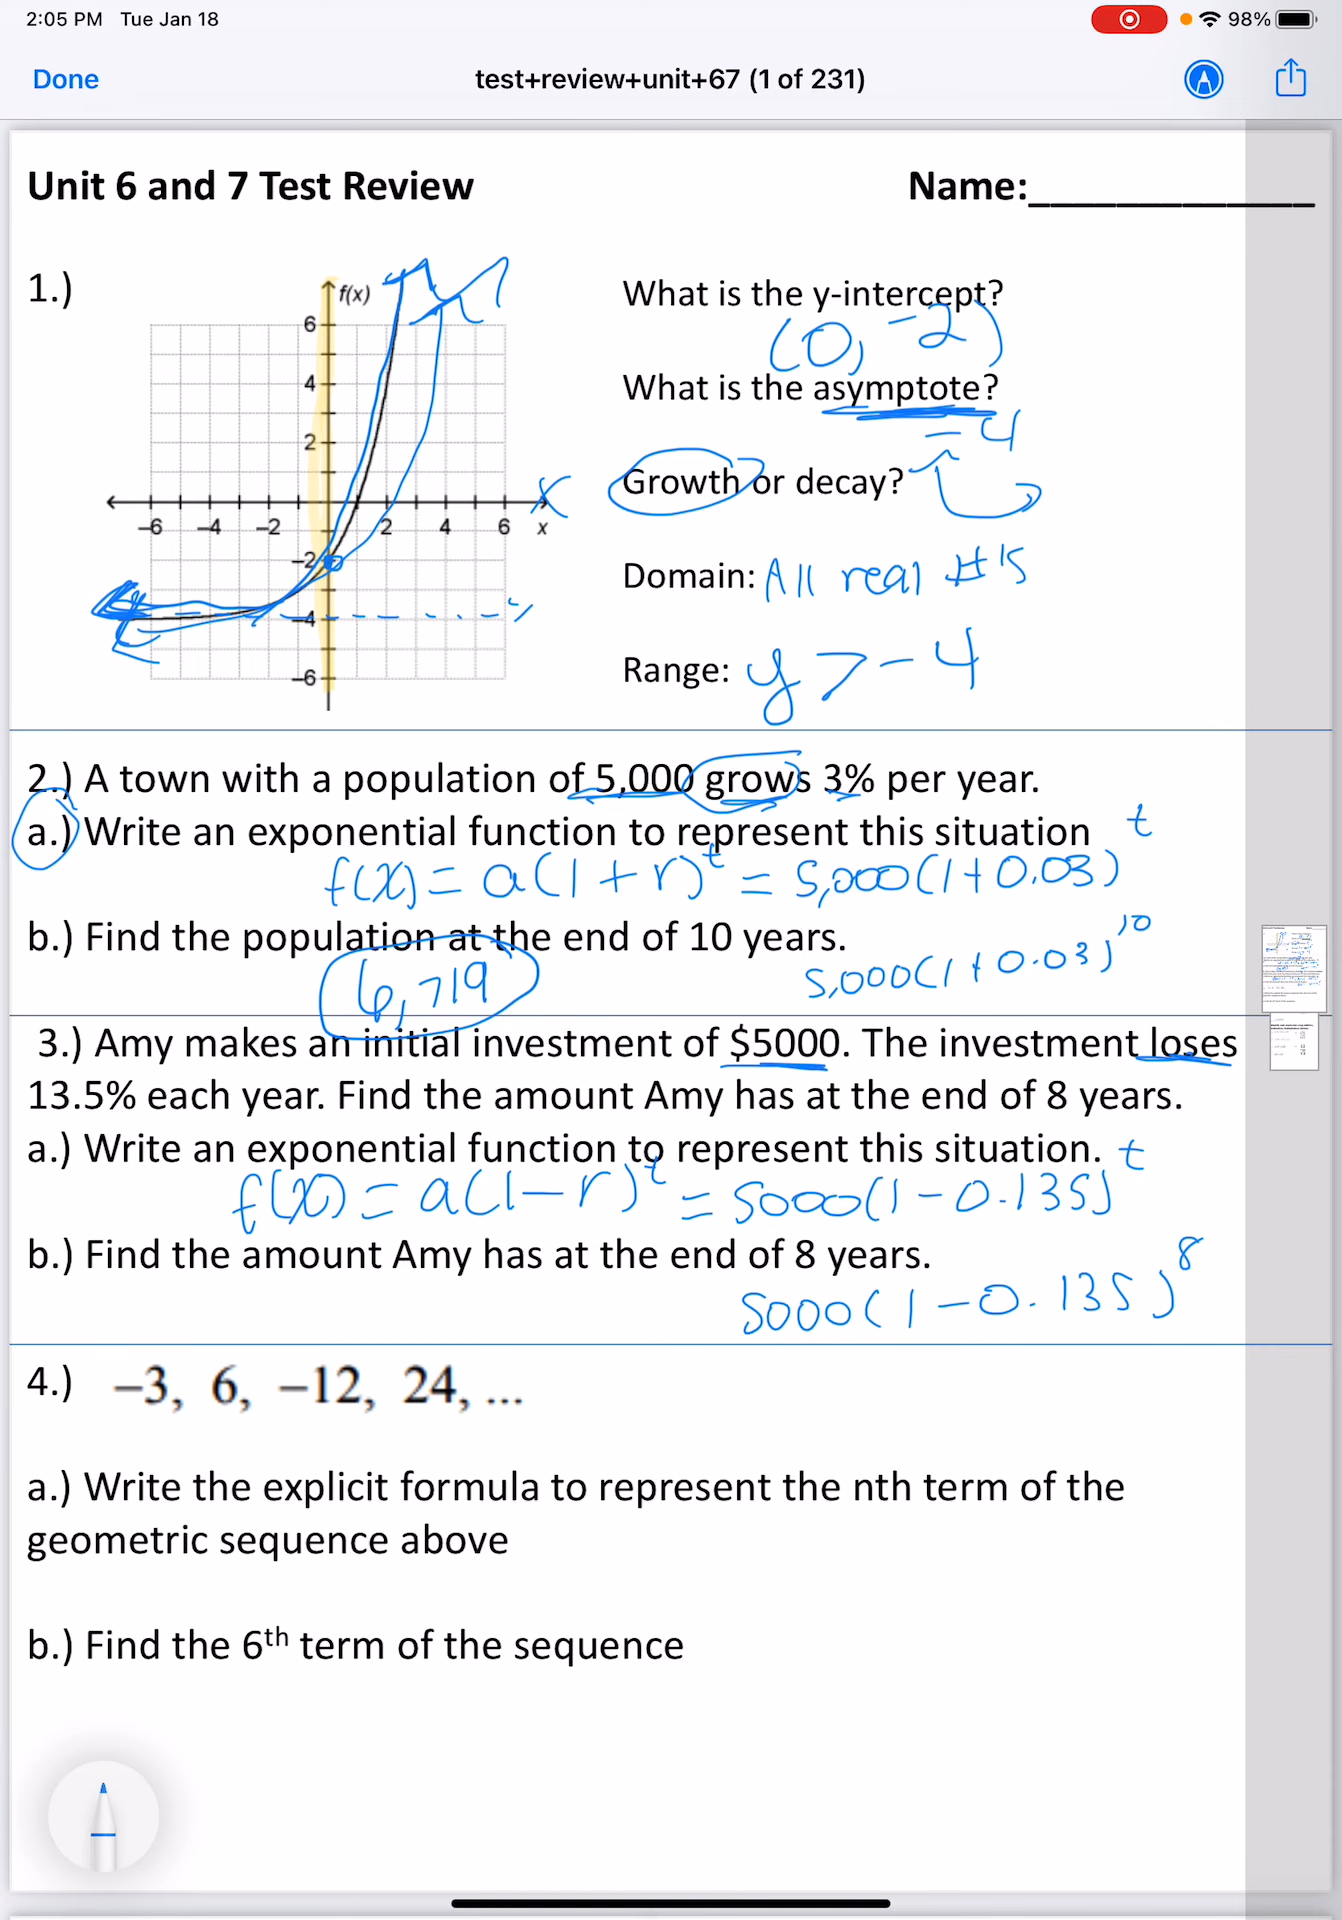 2:05 PM Tue Jan 18
98%
Done
test+review+unit+67 (1 of 231)
Unit 6 and 7 Test Review
Name:______________
1.)
f(x)
6
4
2
-6 -4 -2 2 4 6 x
x
-2
-4
-6
What is the y-intercept?
(0, -2)
What is the asymptote?
-4
Growth or decay?
Domain: All real #'s
Range: y > -4
2.) A town with a population of 5,000 grows 3% per year.
a.) Write an exponential function to represent this situation
f(x) = a(1+r)^t = 5,000(1+0.03)^t
b.) Find the population at the end of 10 years.
6,719
5,000(1+0.03)^10
3.) Amy makes an initial investment of $5000. The investment loses
13.5% each year. Find the amount Amy has at the end of 8 years.
a.) Write an exponential function to represent this situation.
f(x) = a(1-r)^t = 5000(1-0.135)^t
b.) Find the amount Amy has at the end of 8 years.
5000(1-0.135)^8
4.) -3, 6, -12, 24, ...
a.) Write the explicit formula to represent the nth term of the
geometric sequence above
b.) Find the 6th term of the sequence